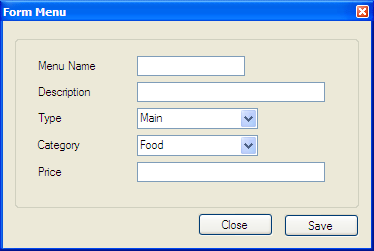 Form Menu
Menu Name
Description
Type Main
Category Food
Price
Close Save